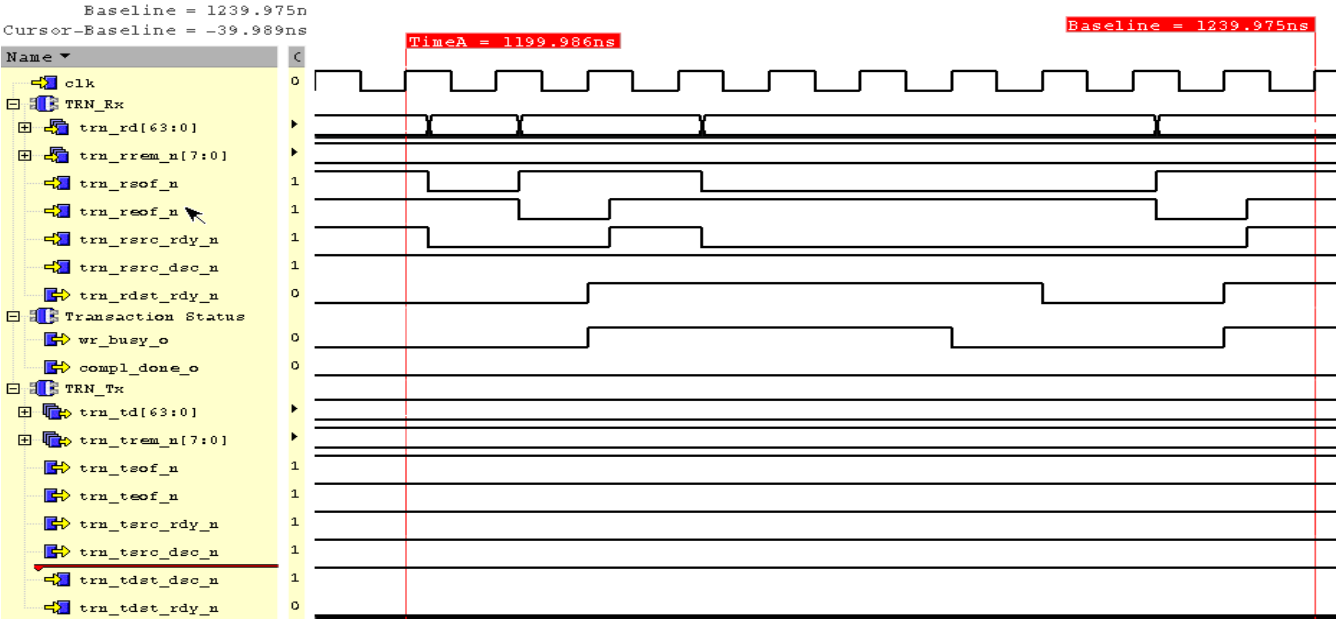 Baseline = 1239.975n
Cursor-Baseline = -39.989ns
Baseline = 1239.975ns
TimeA = 1199.986ns
Name C
clk 0
TRN_Rx
trn_rd[63:0]
trn_rrem_n[7:0]
trn_rsof_n 1
trn_reof_n 1
trn_rsrc_rdy_n 1
trn_rsrc_dsc_n 1
trn_rdst_rdy_n 0
Transaction Status
wr_busy_o 0
compl_done_o 0
TRN_Tx
trn_td[63:0]
trn_trem_n[7:0]
trn_tsof_n 1
trn_teof_n 1
trn_tsrc_rdy_n 1
trn_tsrc_dsc_n 1
trn_tdst_dsc_n 1
trn_tdst_rdy_n 0